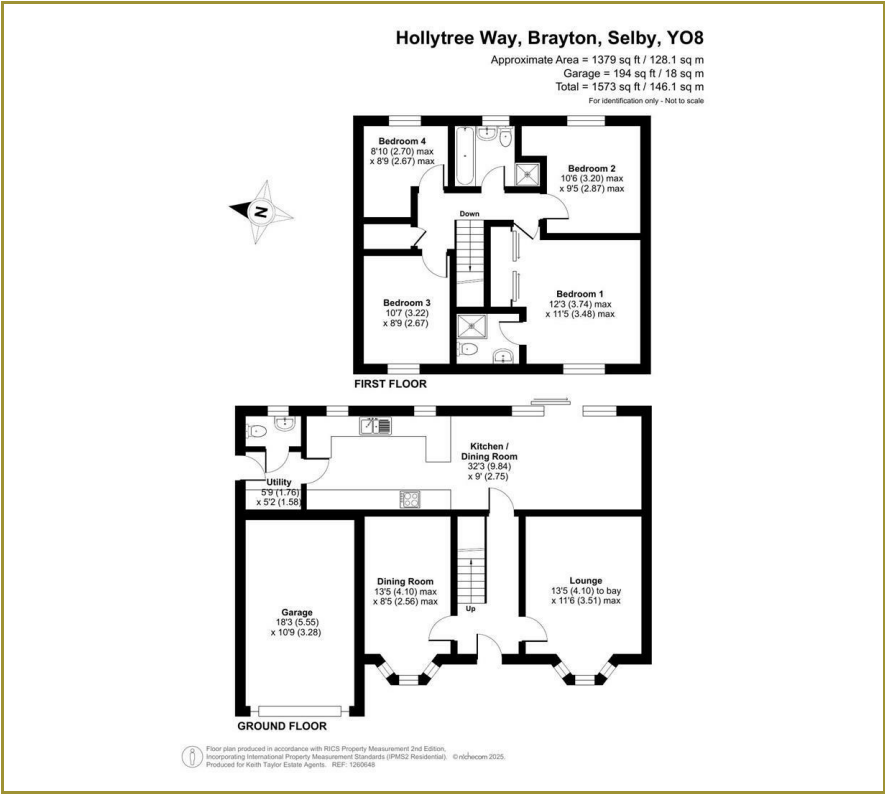 Hollytree Way, Brayton, Selby, YO8
Approximate Area = 1379 sq ft / 128.1 sq m
Garage = 194 sq ft / 18 sq m
Total = 1573 sq ft / 146.1 sq m
For identification only - Not to scale
N
Bedroom 4
8'10 (2.70) max
x 8'9 (2.67) max
Bedroom 2
10'6 (3.20) max
x 9'5 (2.87) max
Down
Bedroom 3
10'7 (3.22)
x 8'9 (2.67)
Bedroom 1
12'3 (3.74) max
x 11'5 (3.48) max
FIRST FLOOR
Kitchen /
Dining Room
32'3 (9.84)
x 9' (2.75)
Utility
5'9 (1.76)
x 5'2 (1.58)
Garage
18'3 (5.55)
x 10'9 (3.28)
Dining Room
13'5 (4.10) max
x 8'5 (2.56) max
Up
Lounge
13'5 (4.10) to bay
x 11'6 (3.51) max
GROUND FLOOR
Floor plan produced in accordance with RICS Property Measurement 2nd Edition,
Incorporating International Property Measurement Standards (IPMS2 Residential). © nichecom 2025.
Produced for Keith Taylor Estate Agents. REF: 1260648